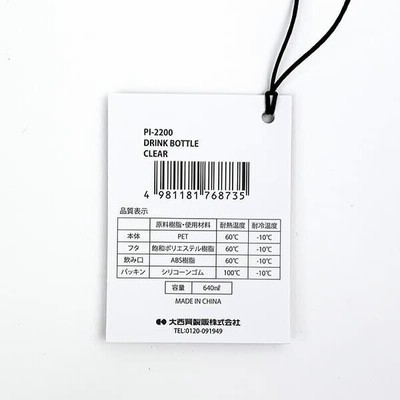 PI-2200
DRINK BOTTLE
CLEAR
4 981181 768735
品質表示
原料樹脂・使用材料 耐熱温度 耐冷温度
本体 PET 60℃ -10℃
フタ 飽和ポリエステル樹脂 60℃ -10℃
飲み口 ABS樹脂 60℃ -10℃
パッキン シリコーンゴム 100℃ -10℃
容量 640㎖
MADE IN CHINA
大西賢製販株式会社
TEL:0120-091949